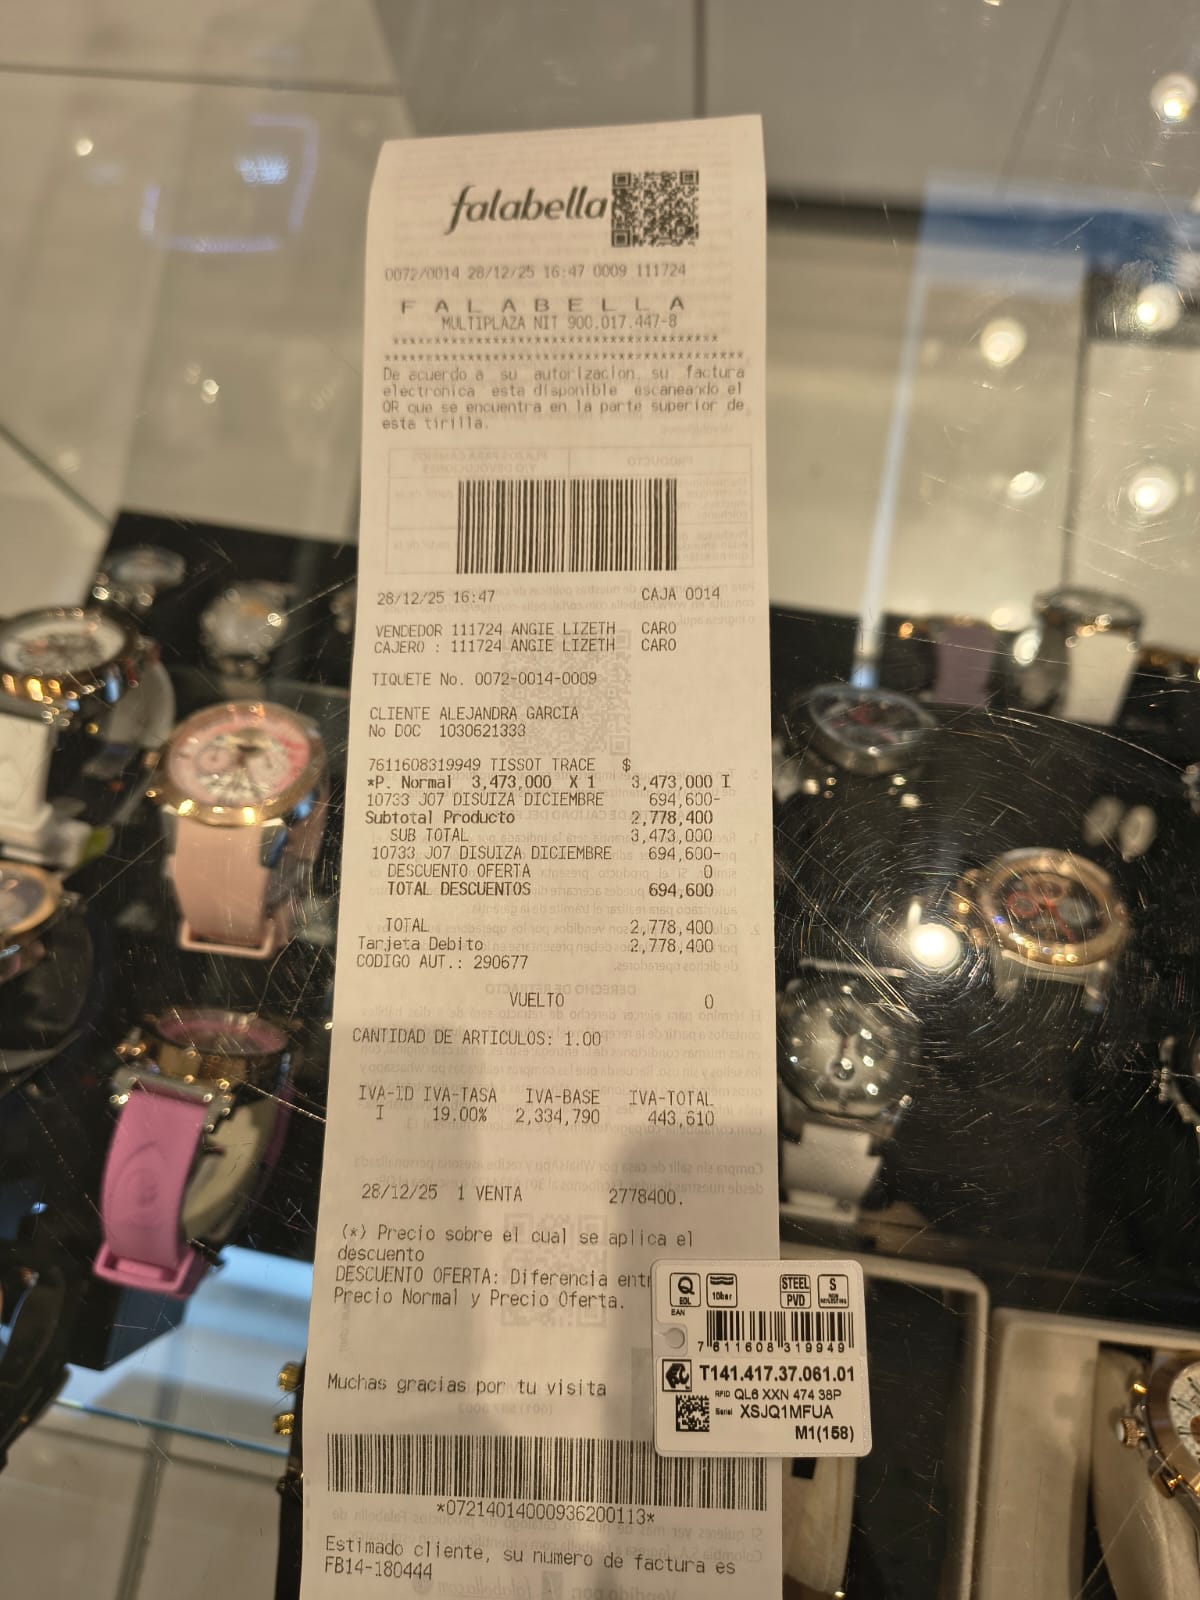 falabella
0072/0014 28/12/25 16:47 0009 111724
F A L A B E L L A
MULTIPLAZA NIT 900.017.447-8
**************************************
******************************************
De acuerdo a su autorizacion, su factura
electronica esta disponible escaneando el
QR que se encuentra en la parte superior de
esta tirilla.
28/12/25 16:47 CAJA 0014
VENDEDOR 111724 ANGIE LIZETH CARO
CAJERO : 111724 ANGIE LIZETH CARO
TIQUETE No. 0072-0014-0009
CLIENTE ALEJANDRA GARCIA
No DOC 1030621333
7611608319949 TISSOT TRACE $
*P. Normal 3,473,000 X 1 3,473,000 I
10733 J07 DISUIZA DICIEMBRE 694,600-
Subtotal Producto 2,778,400
SUB TOTAL 3,473,000
10733 J07 DISUIZA DICIEMBRE 694,600-
DESCUENTO OFERTA 0
TOTAL DESCUENTOS 694,600
TOTAL 2,778,400
Tarjeta Debito 2,778,400
CODIGO AUT.: 290677
VUELTO 0
CANTIDAD DE ARTICULOS: 1.00
IVA-ID IVA-TASA IVA-BASE IVA-TOTAL
I 19.00% 2,334,790 443,610
28/12/25 1 VENTA 2778400.
(*) Precio sobre el cual se aplica el
descuento
DESCUENTO OFERTA: Diferencia entr
Precio Normal y Precio Oferta.
Muchas gracias por tu visita
*07214014000936200113*
Estimado cliente, su numero de factura es
FB14-180444
Q EOL 10bar STEEL PVD S
EAN
7 611608 319949
T141.417.37.061.01
RFID QL6 XXN 474 38P
Serial XSJQ1MFUA
M1(158)